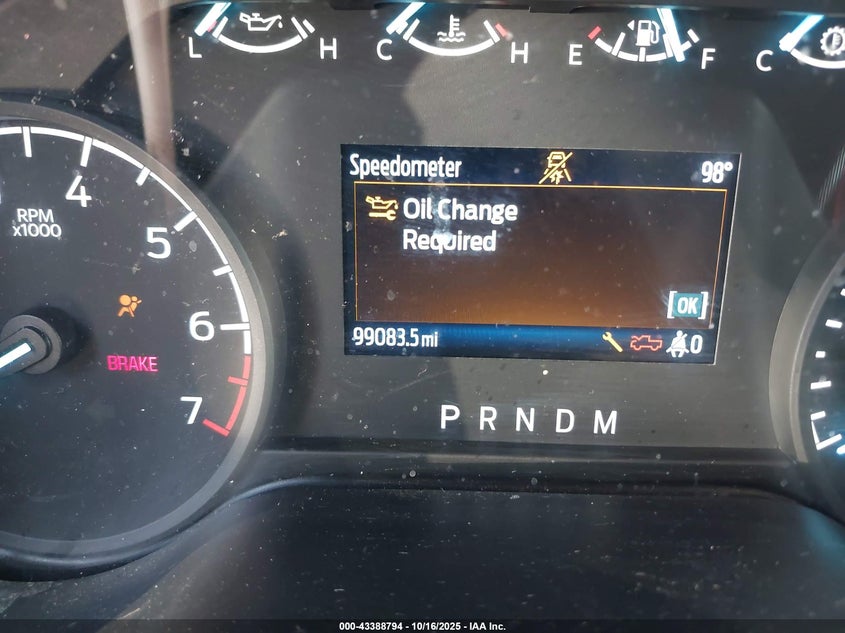 L H C H E F C
Speedometer 98°
Oil Change
Required
[OK]
99083.5 mi 0
4
RPM
x1000
5
6
BRAKE
7
P R N D M
000-43388794 - 10/16/2025 - IAA Inc.